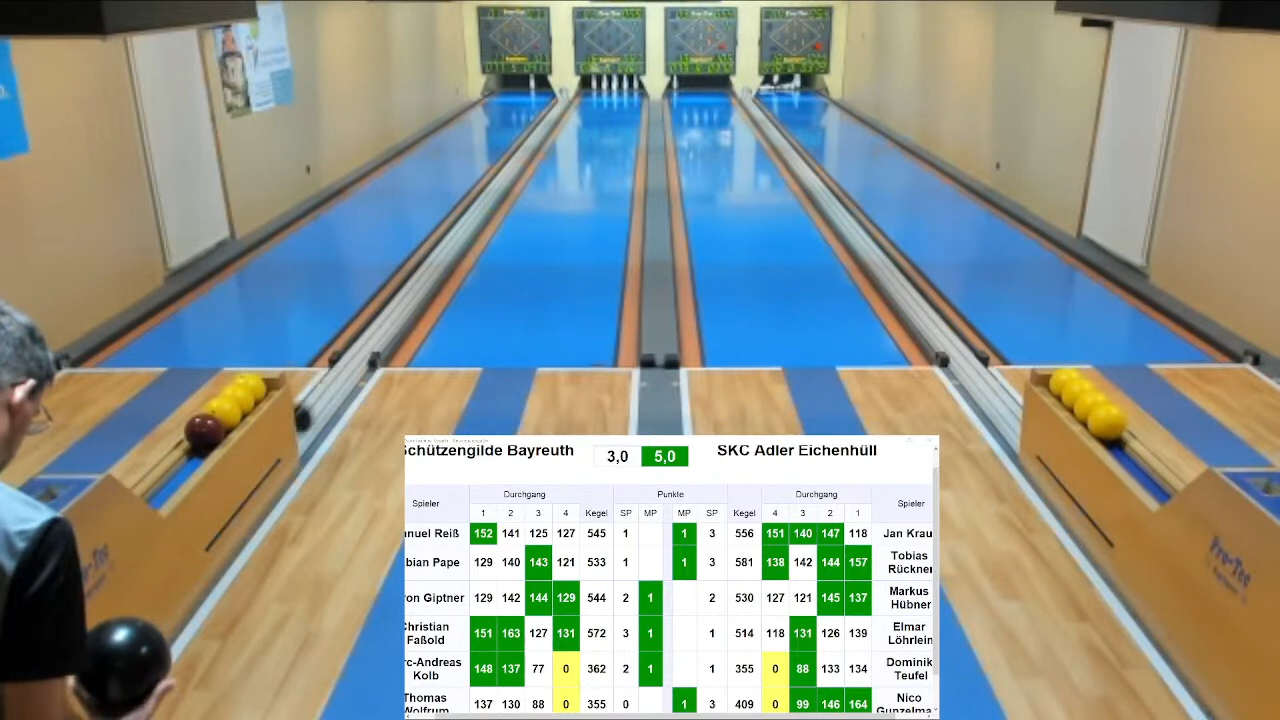 Schützengilde Bayreuth 3,0 5,0 SKC Adler Eichenhüll
Spieler Durchgang Punkte Durchgang Spieler
1 2 3 4 Kegel SP MP MP SP Kegel 4 3 2 1
nuel Reiß 152 141 125 127 545 1 1 3 556 151 140 147 118 Jan Krau
bian Pape 129 140 143 121 533 1 1 3 581 138 142 144 157 Tobias Rückner
on Giptner 129 142 144 129 544 2 1 2 530 127 121 145 137 Markus Hübner
Christian Faßold 151 163 127 131 572 3 1 1 514 118 131 126 139 Elmar Löhrlein
rc-Andreas Kolb 148 137 77 0 362 2 1 1 355 0 88 133 134 Dominik Teufel
Thomas Wolfrum 137 130 88 0 355 0 1 3 409 0 99 146 164 Nico Gunzelma
Pro-Tec